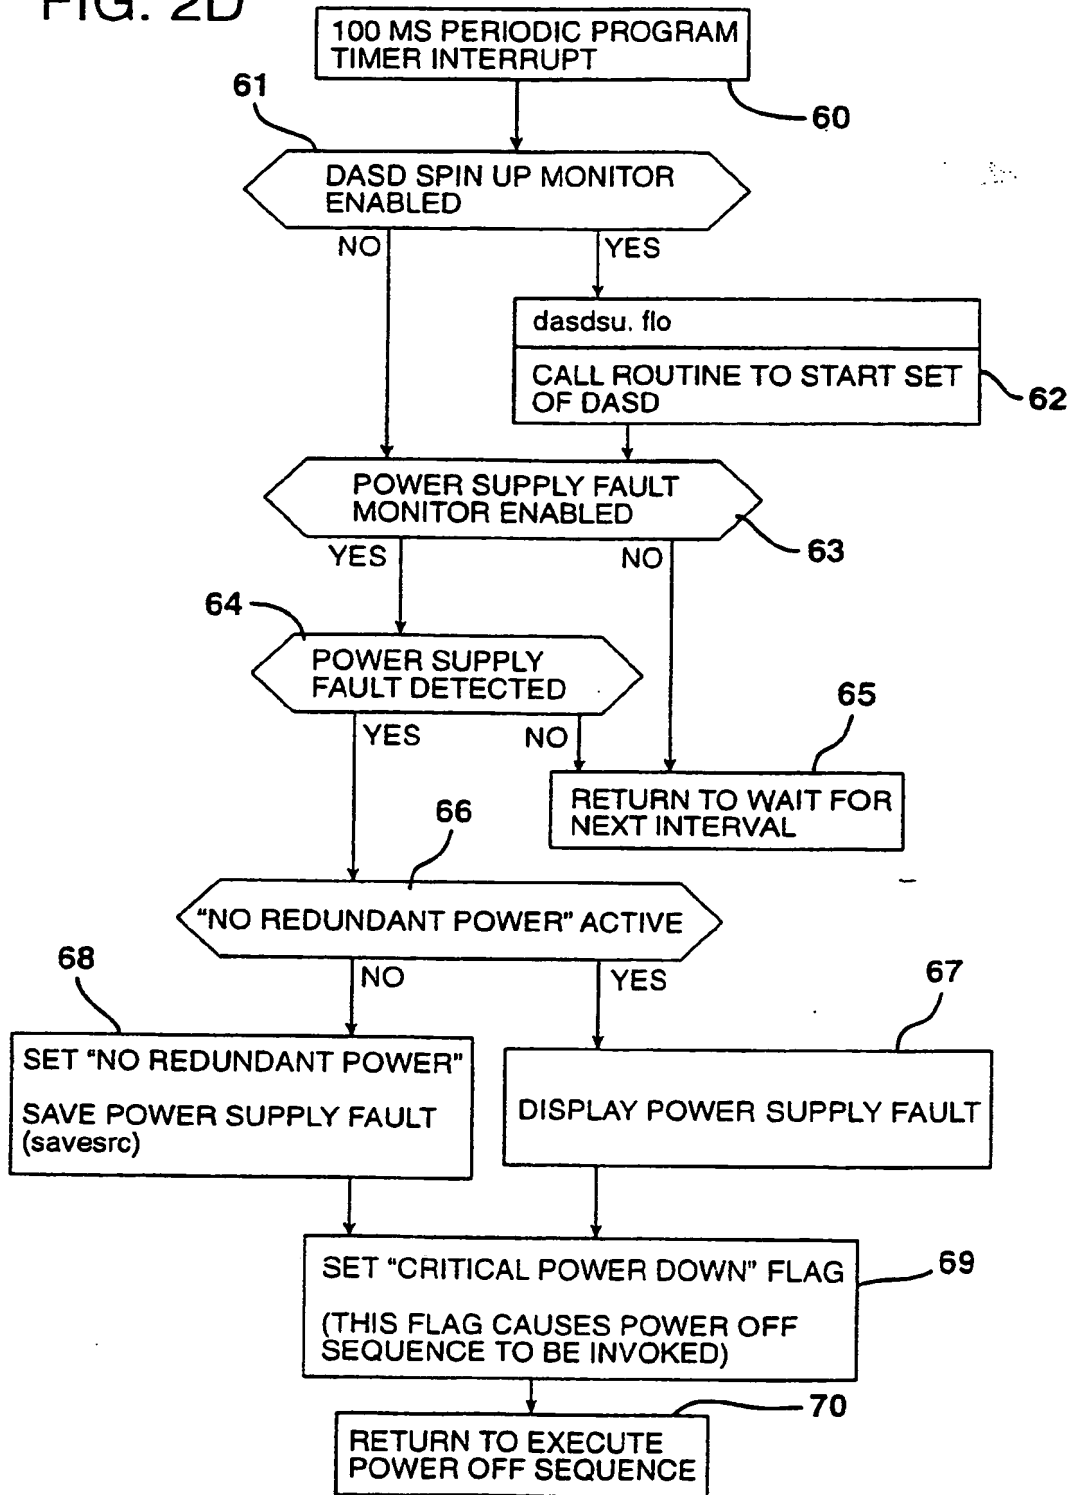 FIG. 2D
100 MS PERIODIC PROGRAM
TIMER INTERRUPT
60
61
DASD SPIN UP MONITOR
ENABLED
NO
YES
dasdsu. flo
CALL ROUTINE TO START SET
OF DASD
62
POWER SUPPLY FAULT
MONITOR ENABLED
63
YES
NO
64
POWER SUPPLY
FAULT DETECTED
YES
NO
65
RETURN TO WAIT FOR
NEXT INTERVAL
66
"NO REDUNDANT POWER" ACTIVE
NO
YES
68
67
SET "NO REDUNDANT POWER"
SAVE POWER SUPPLY FAULT
(savesrc)
DISPLAY POWER SUPPLY FAULT
SET "CRITICAL POWER DOWN" FLAG
(THIS FLAG CAUSES POWER OFF
SEQUENCE TO BE INVOKED)
69
70
RETURN TO EXECUTE
POWER OFF SEQUENCE